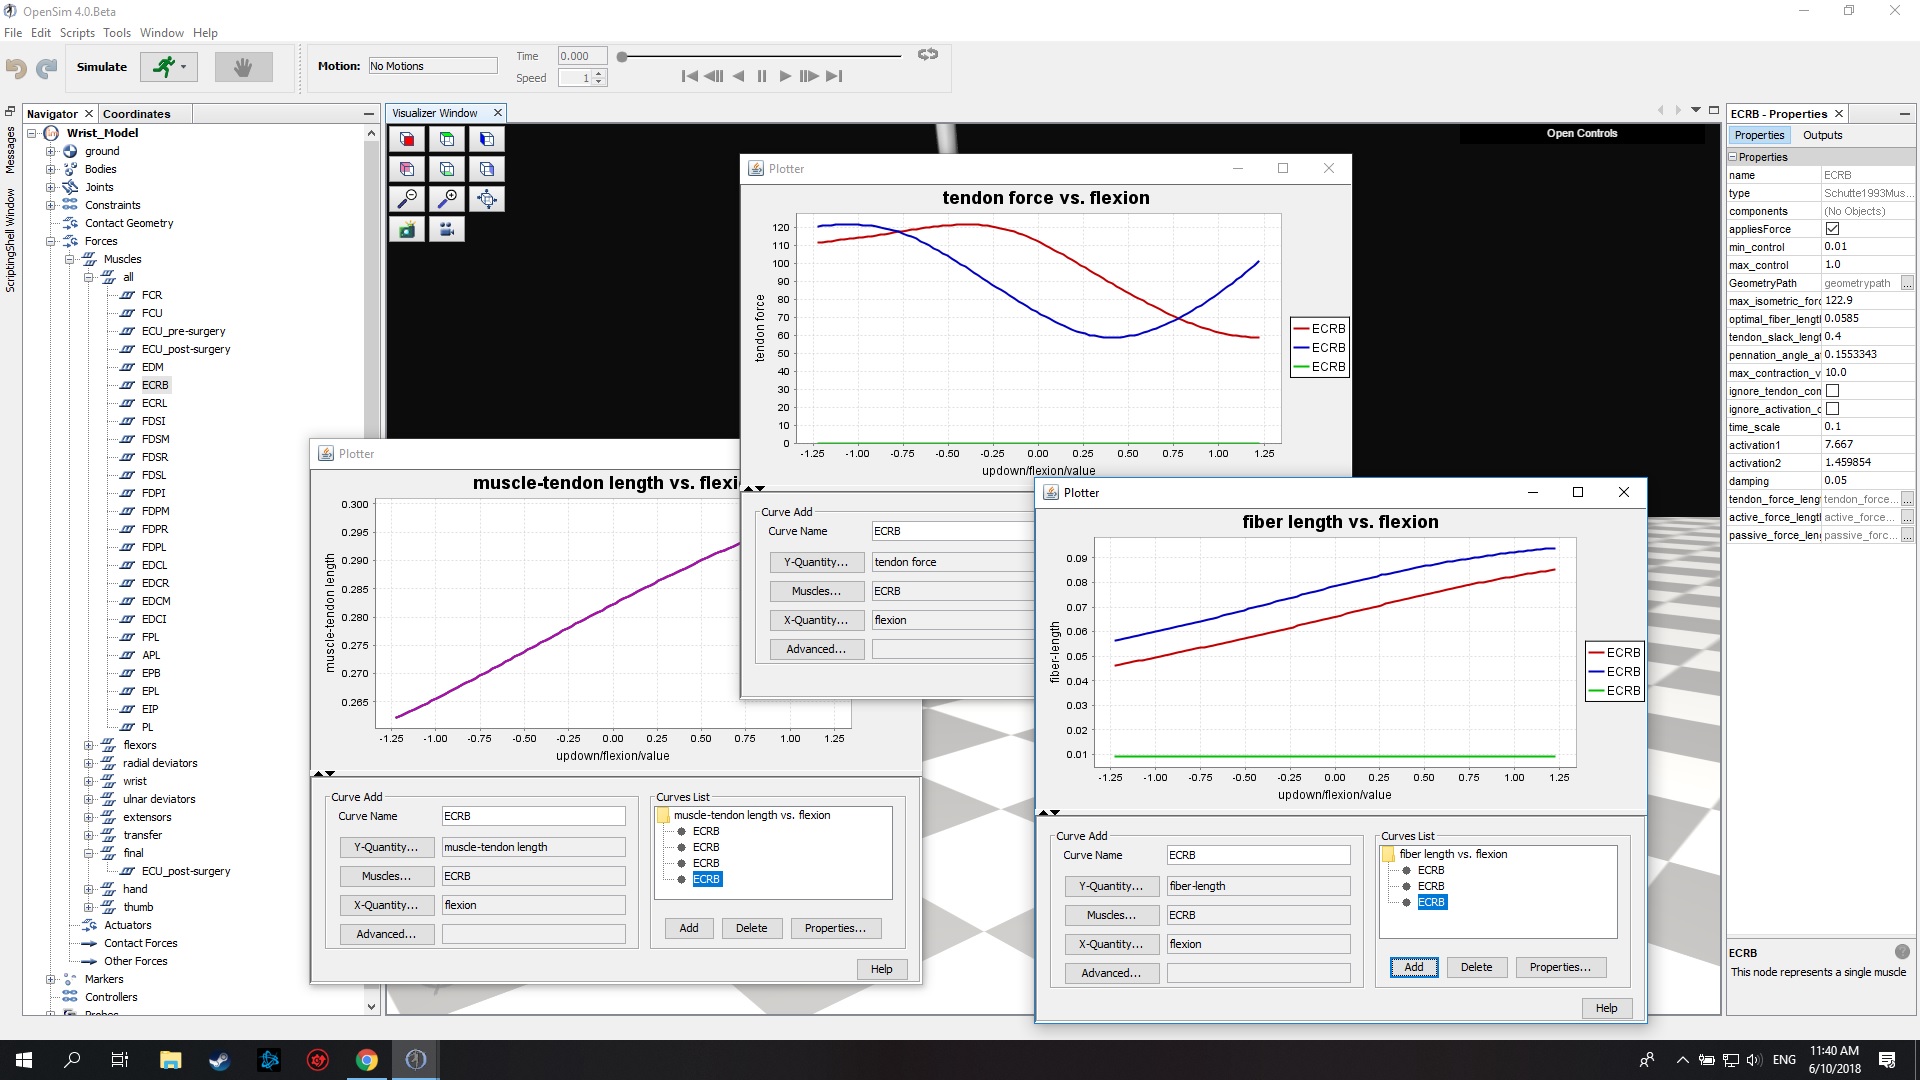 OpenSim 4.0.Beta
File Edit Scripts Tools Window Help
Simulate
Motion: No Motions
Time 0.000
Speed 1
Messages
ScriptingShell Window
Navigator
Coordinates
Wrist_Model
ground
Bodies
Joints
Constraints
Contact Geometry
Forces
Muscles
all
FCR
FCU
ECU_pre-surgery
ECU_post-surgery
EDM
ECRB
ECRL
FDSI
FDSM
FDSR
FDSL
FDPI
FDPM
FDPR
FDPL
EDCL
EDCR
EDCM
EDCI
FPL
APL
EPB
EPL
EIP
PL
flexors
radial deviators
wrist
ulnar deviators
extensors
transfer
final
ECU_post-surgery
hand
thumb
Actuators
Contact Forces
Other Forces
Markers
Controllers
Visualizer Window
Open Controls
Plotter
tendon force vs. flexion
tendon force
120
110
100
90
80
70
60
50
40
30
20
10
0
-1.25 -1.00 -0.75 -0.50 -0.25 0.00 0.25 0.50 0.75 1.00 1.25
updown/flexion/value
ECRB
ECRB
ECRB
Curve Add
Curve Name ECRB
Y-Quantity... tendon force
Muscles... ECRB
X-Quantity... flexion
Advanced...
Plotter
muscle-tendon length vs. flexi
muscle-tendon length
0.300
0.295
0.290
0.285
0.280
0.275
0.270
0.265
-1.25 -1.00 -0.75 -0.50 -0.25 0.00 0.25 0.50 0.75 1.00 1.25
updown/flexion/value
Curve Add
Curve Name ECRB
Y-Quantity... muscle-tendon length
Muscles... ECRB
X-Quantity... flexion
Advanced...
Curves List
muscle-tendon length vs. flexion
ECRB
ECRB
ECRB
ECRB
Add Delete Properties...
Help
Plotter
fiber length vs. flexion
fiber-length
0.09
0.08
0.07
0.06
0.05
0.04
0.03
0.02
0.01
-1.25 -1.00 -0.75 -0.50 -0.25 0.00 0.25 0.50 0.75 1.00 1.25
updown/flexion/value
ECRB
ECRB
ECRB
Curve Add
Curve Name ECRB
Y-Quantity... fiber-length
Muscles... ECRB
X-Quantity... flexion
Advanced...
Curves List
fiber length vs. flexion
ECRB
ECRB
ECRB
Add Delete Properties...
Help
ECRB - Properties
Properties Outputs
Properties
name ECRB
type Schutte1993Mus...
components (No Objects)
appliesForce
min_control 0.01
max_control 1.0
GeometryPath geometrypath ...
max_isometric_forc 122.9
optimal_fiber_lengtl 0.0585
tendon_slack_lengt 0.4
pennation_angle_a 0.1553343
max_contraction_v 10.0
ignore_tendon_con
ignore_activation_c
time_scale 0.1
activation1 7.667
activation2 1.459854
damping 0.05
tendon_force_leng tendon_force... ...
active_force_lengtl active_force... ...
passive_force_len passive_forc... ...
ECRB
This node represents a single muscle
ENG
11:40 AM
6/10/2018